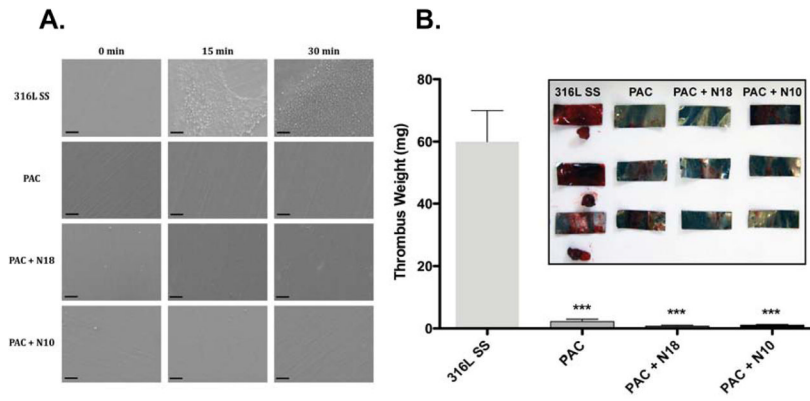 A.
0 min 15 min 30 min
316L SS
PAC
PAC + N18
PAC + N10
B.
Thrombus Weight (mg)
80
60
40
20
0
316L SS PAC PAC + N18 PAC + N10
*** *** ***
316L SS PAC PAC + N18 PAC + N10